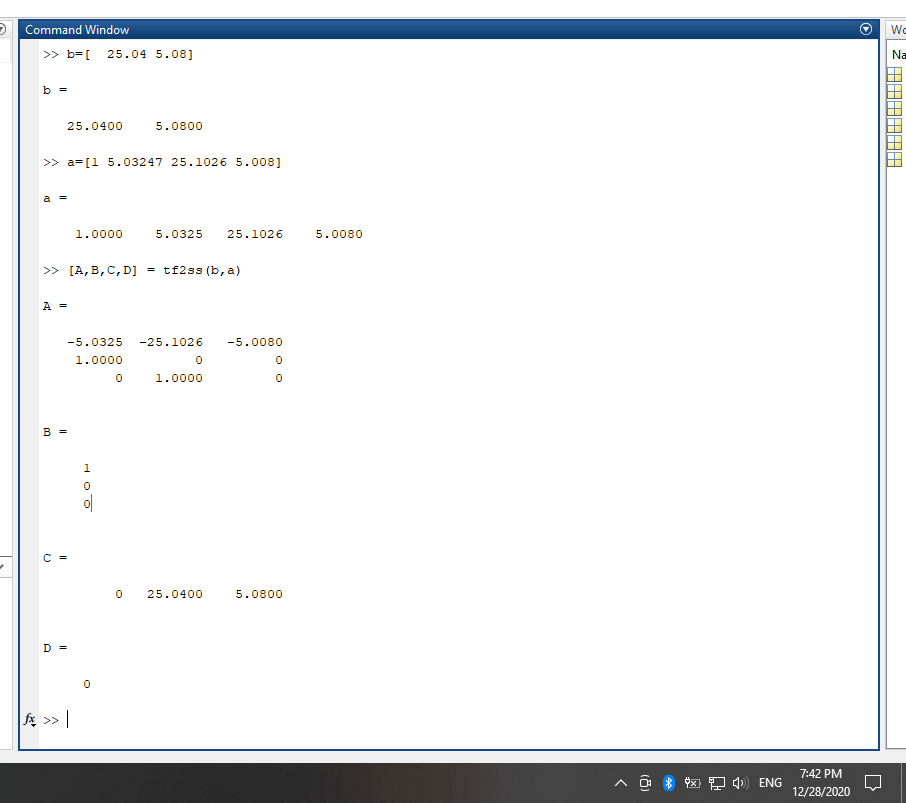 Command Window
Wo
>> b=[  25.04 5.08]
Na
b =
25.0400 5.0800
>> a=[1 5.03247 25.1026 5.008]
a =
1.0000 5.0325 25.1026 5.0080
>> [A,B,C,D] = tf2ss(b,a)
A =
-5.0325 -25.1026 -5.0080
1.0000 0 0
0 1.0000 0
B =
1
0
0
C =
0 25.0400 5.0800
D =
0
fx >>
ENG
7:42 PM
12/28/2020